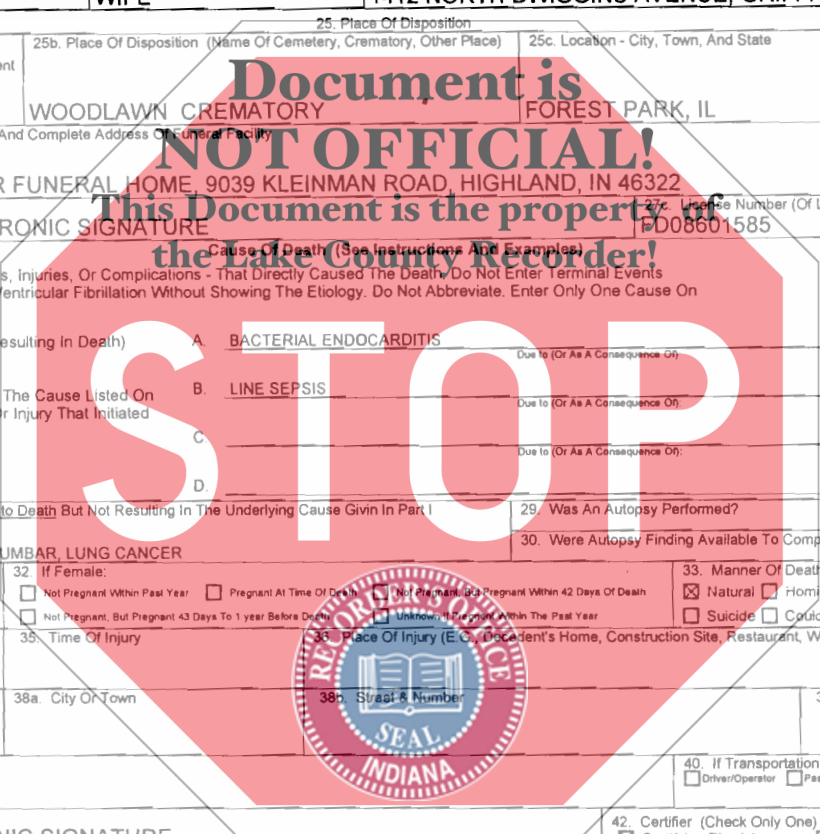 WIFE
25. Place Of Disposition
25b. Place Of Disposition (Name Of Cemetery, Crematory, Other Place) 25c. Location - City, Town, And State
Document is
WOODLAWN CREMATORY FOREST PARK, IL
And Complete Address Of Funeral Facility
NOT OFFICIAL!
R FUNERAL HOME, 9039 KLEINMAN ROAD, HIGHLAND, IN 46322
This Document is the property of
27c. License Number (Of L
RONIC SIGNATURE FD08601585
the Lake County Recorder!
Cause Of Death (See Instructions And Examples)
s, Injuries, Or Complications - That Directly Caused The Death, Do Not Enter Terminal Events
entricular Fibrillation Without Showing The Etiology. Do Not Abbreviate. Enter Only One Cause On
STOP
esulting In Death) A. BACTERIAL ENDOCARDITIS
Due to (Or As A Consequence Of):
The Cause Listed On B. LINE SEPSIS
Due to (Or As A Consequence Of):
r Injury That Initiated
C.
Due to (Or As A Consequence Of):
D.
to Death But Not Resulting In The Underlying Cause Givin In Part I 29. Was An Autopsy Performed?
30. Were Autopsy Finding Available To Comp
UMBAR, LUNG CANCER
32. If Female: 33. Manner Of Death
Not Pregnant Within Past Year Pregnant At Time Of Death Not Pregnant, But Pregnant Within 42 Days Of Death Natural Homi
Not Pregnant, But Pregnant 43 Days To 1 year Before Death Unknown If Pregnant Within The Past Year Suicide Could
35. Time Of Injury 36. Place Of Injury (E.G., Decedent's Home, Construction Site, Restaurant, W
RECORDER'S OFFICE
38a. City Or Town 38b. Street & Number
SEAL
INDIANA
40. If Transportation
Driver/Operator
42. Certifier (Check Only One)
NIC SIGNATURE